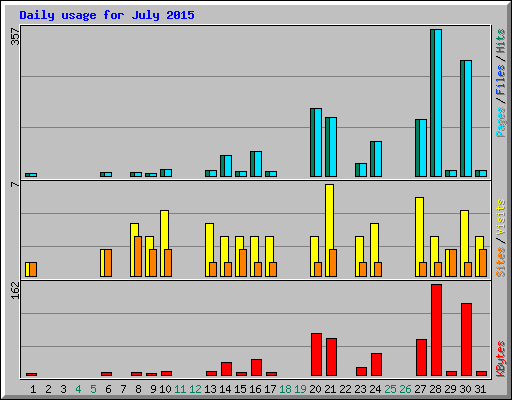 Daily usage for July 2015
357
Pages/Files/Hits
7
Sites/Visits
162
KBytes
1 2 3 4 5 6 7 8 9 10 11 12 13 14 15 16 17 18 19 20 21 22 23 24 25 26 27 28 29 30 31